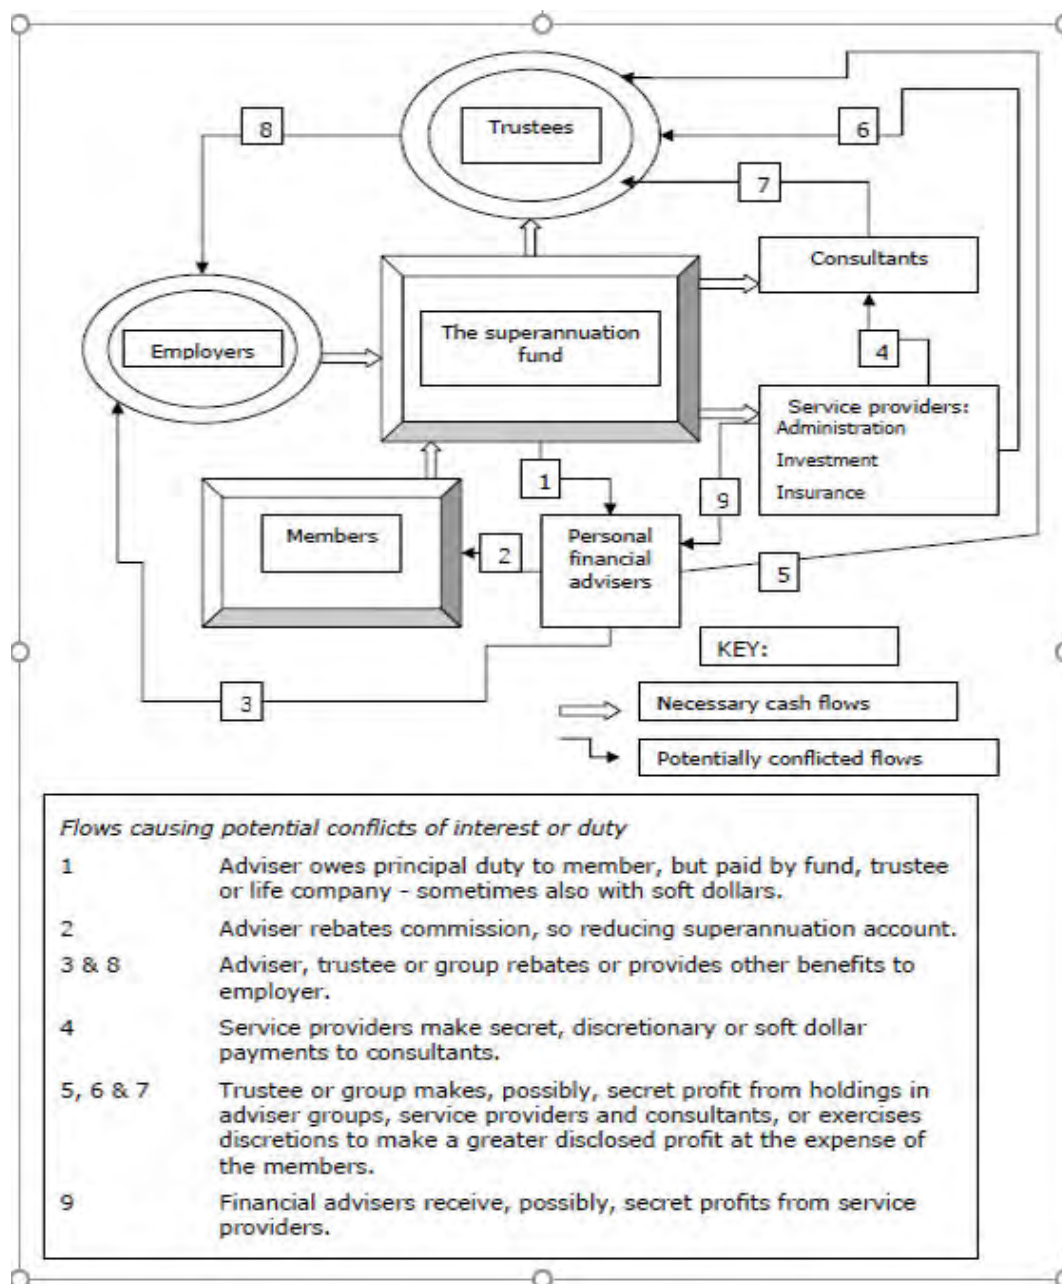 Trustees
8
6
7
Consultants
The superannuation
fund
Employers
4
Service providers:
Administration
Investment
Insurance
1
9
Members
2
Personal
financial
advisers
5
KEY:
3
Necessary cash flows
Potentially conflicted flows
Flows causing potential conflicts of interest or duty
1 Adviser owes principal duty to member, but paid by fund, trustee
or life company - sometimes also with soft dollars.
2 Adviser rebates commission, so reducing superannuation account.
3 & 8 Adviser, trustee or group rebates or provides other benefits to
employer.
4 Service providers make secret, discretionary or soft dollar
payments to consultants.
5, 6 & 7 Trustee or group makes, possibly, secret profit from holdings in
adviser groups, service providers and consultants, or exercises
discretions to make a greater disclosed profit at the expense of
the members.
9 Financial advisers receive, possibly, secret profits from service
providers.